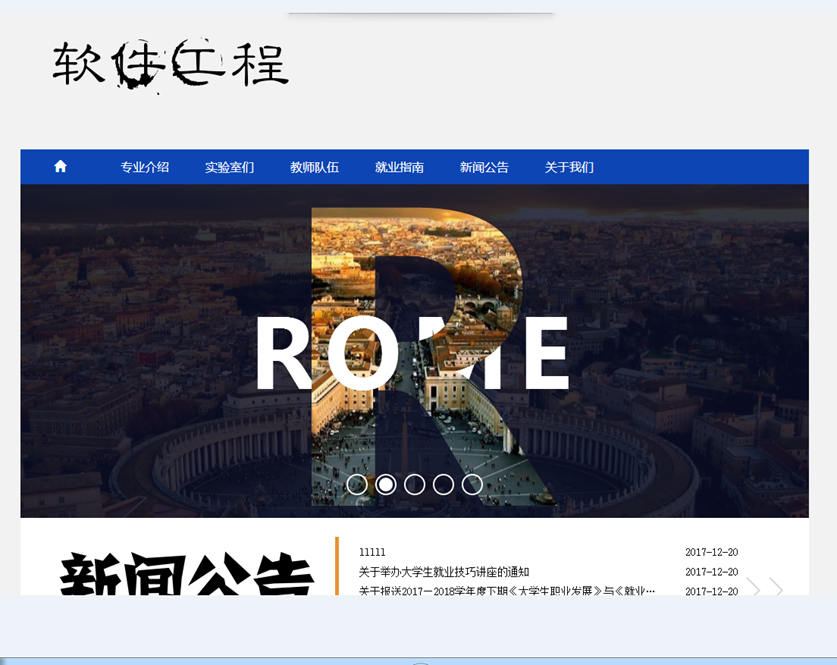 软件工程
专业介绍 实验室们 教师队伍 就业指南 新闻公告 关于我们
R
ROME
新闻公告
11111 2017-12-20
关于举办大学生就业技巧讲座的通知 2017-12-20
关于报送2017—2018学年度下期《大学生职业发展》与《就业… 2017-12-20